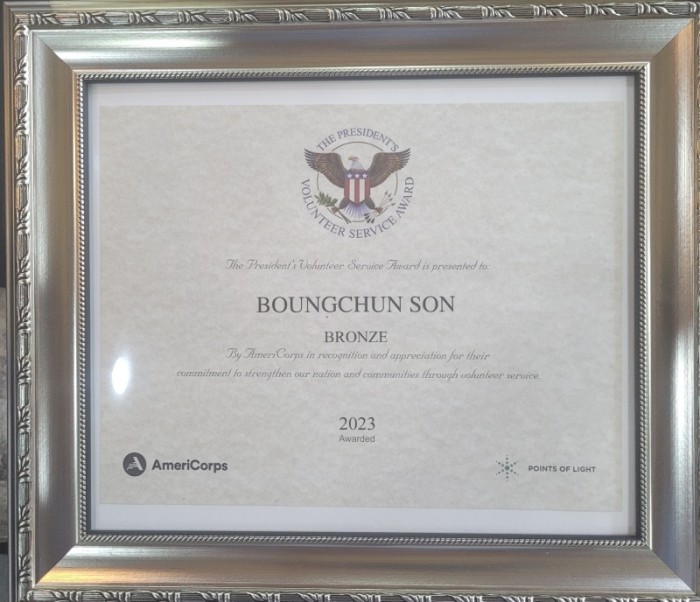 THE PRESIDENT'S
VOLUNTEER SERVICE AWARD
The President's Volunteer Service Award is presented to:
BOUNGCHUN SON
BRONZE
By AmeriCorps in recognition and appreciation for their
commitment to strengthen our nation and communities through volunteer service.
2023
Awarded
AmeriCorps
POINTS OF LIGHT